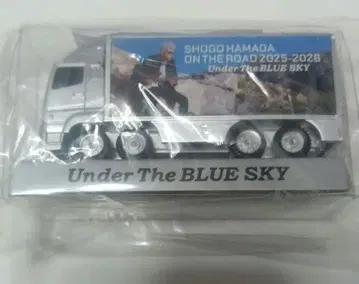 SHOGO HAMADA
ON THE ROAD 2025-2026
Under The BLUE SKY
Under The BLUE SKY